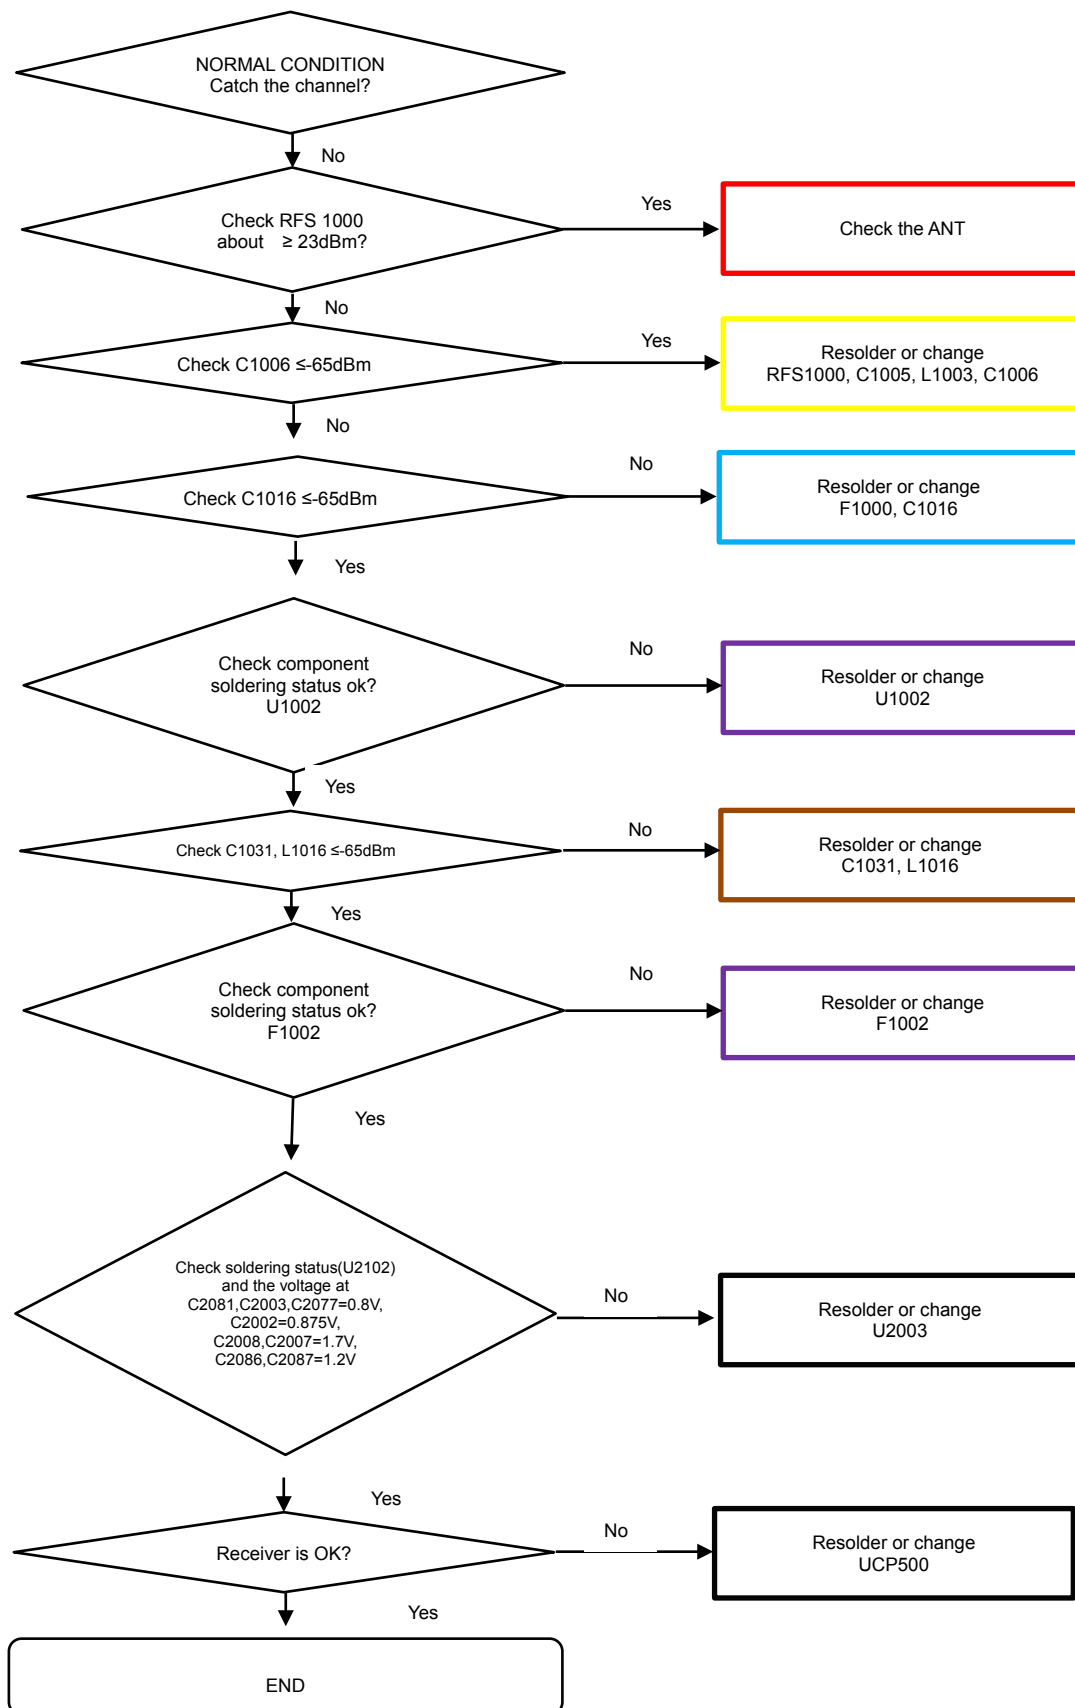 NORMAL CONDITION
Catch the channel?
No
Check RFS 1000
about ≥ 23dBm?
Yes
Check the ANT
No
Check C1006 ≤-65dBm
Yes
Resolder or change
RFS1000, C1005, L1003, C1006
No
Check C1016 ≤-65dBm
No
Resolder or change
F1000, C1016
Yes
Check component
soldering status ok?
U1002
No
Resolder or change
U1002
Yes
Check C1031, L1016 ≤-65dBm
No
Resolder or change
C1031, L1016
Yes
Check component
soldering status ok?
F1002
No
Resolder or change
F1002
Yes
Check soldering status(U2102)
and the voltage at
C2081,C2003,C2077=0.8V,
C2002=0.875V,
C2008,C2007=1.7V,
C2086,C2087=1.2V
No
Resolder or change
U2003
Yes
Receiver is OK?
No
Resolder or change
UCP500
Yes
END